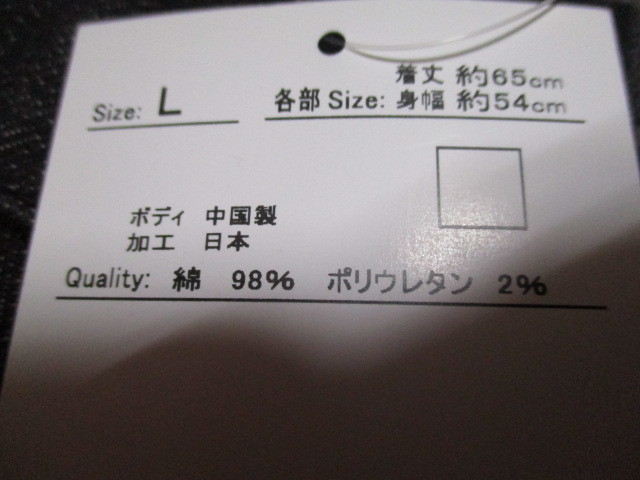 着丈 約65cm
Size: L 各部 Size: 身幅 約54cm
ボディ 中国製
加工 日本
Quality: 綿 98% ポリウレタン 2%